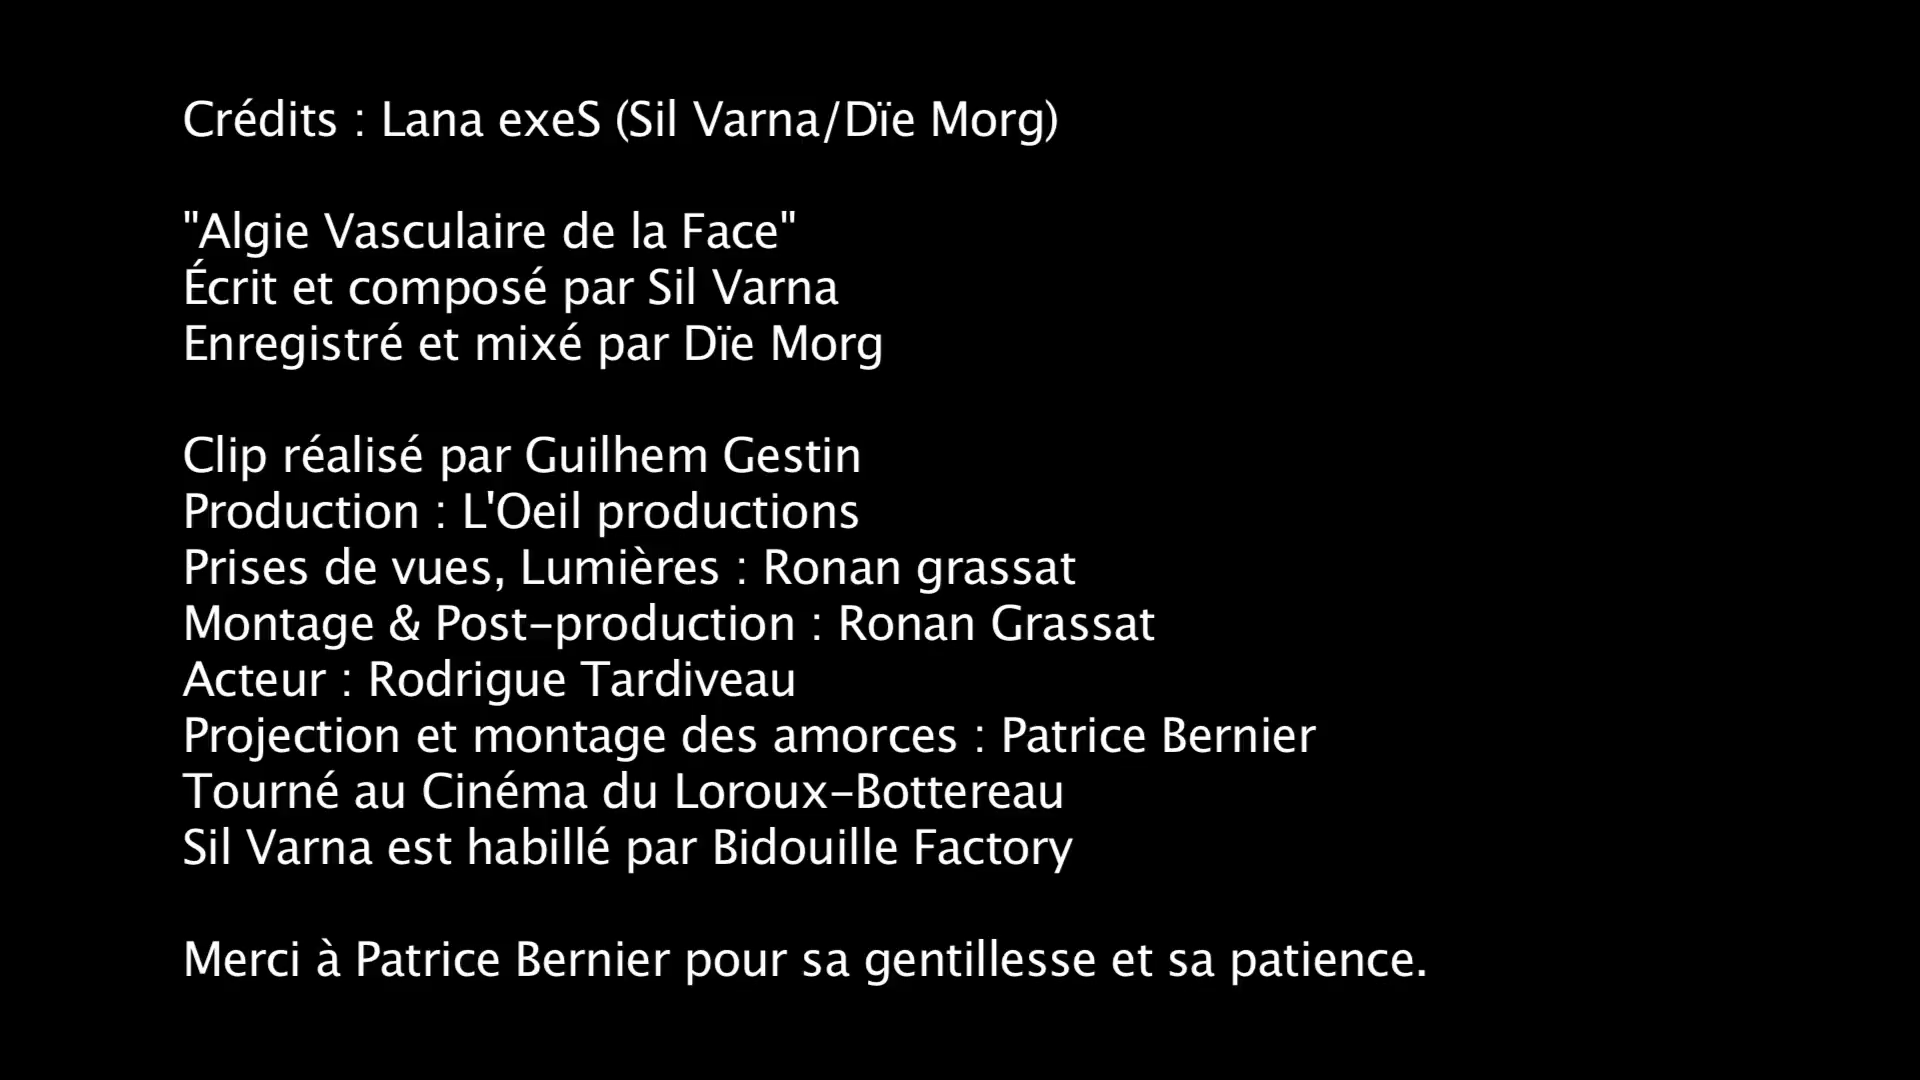 Crédits : Lana exeS (Sil Varna/Dïe Morg)
"Algie Vasculaire de la Face"
Écrit et composé par Sil Varna
Enregistré et mixé par Dïe Morg
Clip réalisé par Guilhem Gestin
Production : L'Oeil productions
Prises de vues, Lumières : Ronan grassat
Montage & Post-production : Ronan Grassat
Acteur : Rodrigue Tardiveau
Projection et montage des amorces : Patrice Bernier
Tourné au Cinéma du Loroux-Bottereau
Sil Varna est habillé par Bidouille Factory
Merci à Patrice Bernier pour sa gentillesse et sa patience.